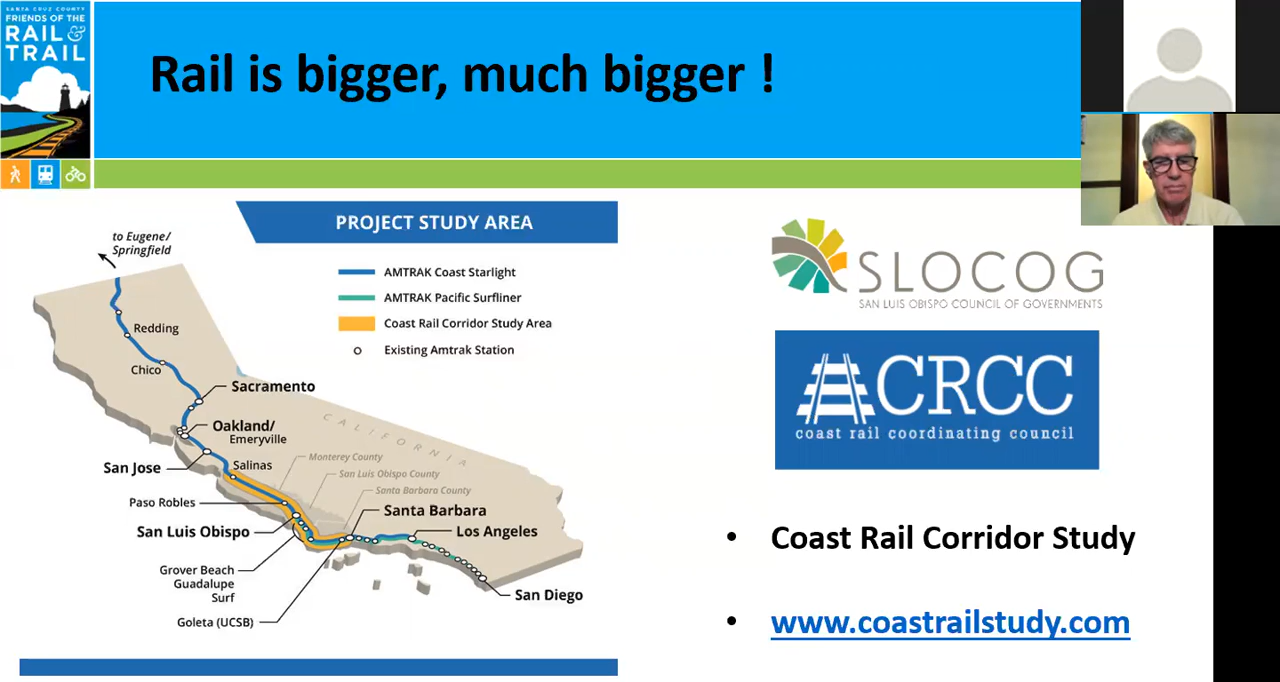 SANTA CRUZ COUNTY
FRIENDS OF THE
RAIL &
TRAIL
Rail is bigger, much bigger !
PROJECT STUDY AREA
to Eugene/
Springfield
AMTRAK Coast Starlight
AMTRAK Pacific Surfliner
Coast Rail Corridor Study Area
Existing Amtrak Station
Redding
Chico
Sacramento
Oakland/
Emeryville
San Jose
Salinas
CALIFORNIA
Monterey County
San Luis Obispo County
Santa Barbara County
Paso Robles
San Luis Obispo
Santa Barbara
Los Angeles
Grover Beach
Guadalupe
Surf
Goleta (UCSB)
San Diego
SLOCOG
SAN LUIS OBISPO COUNCIL OF GOVERNMENTS
CRCC
coast rail coordinating council
• Coast Rail Corridor Study
• www.coastrailstudy.com